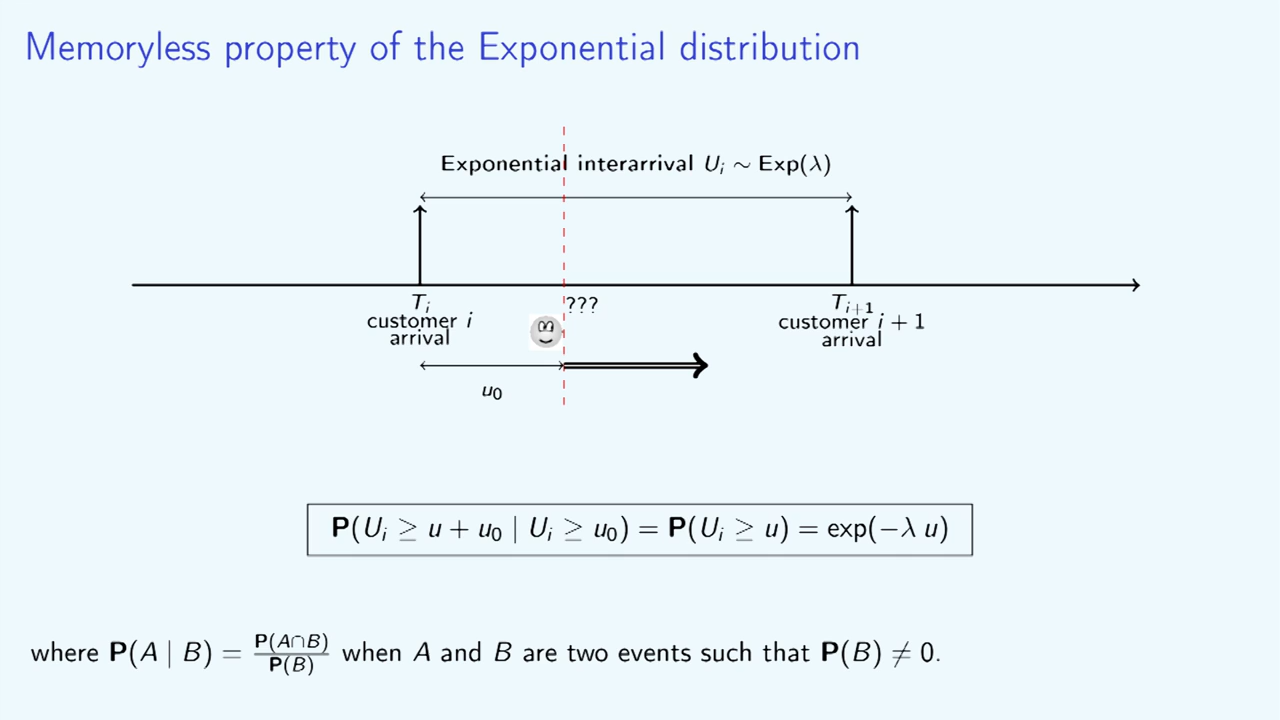 Memoryless property of the Exponential distribution
Exponential interarrival U_i ∼ Exp(λ)
T_i
customer i
arrival
???
T_{i+1}
customer i + 1
arrival
u_0
P(U_i ≥ u + u_0 | U_i ≥ u_0) = P(U_i ≥ u) = exp(−λ u)
where P(A | B) = P(A∩B)/P(B) when A and B are two events such that P(B) ≠ 0.